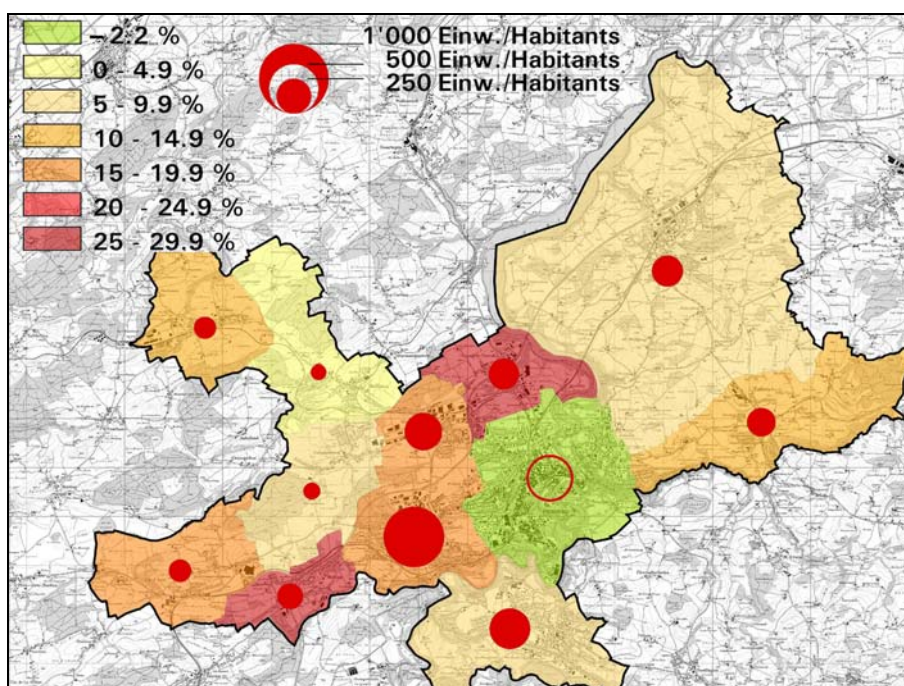 – 2.2 %
0 - 4.9 %
5 - 9.9 %
10 - 14.9 %
15 - 19.9 %
20 - 24.9 %
25 - 29.9 %
1'000 Einw./Habitants
500 Einw./Habitants
250 Einw./Habitants